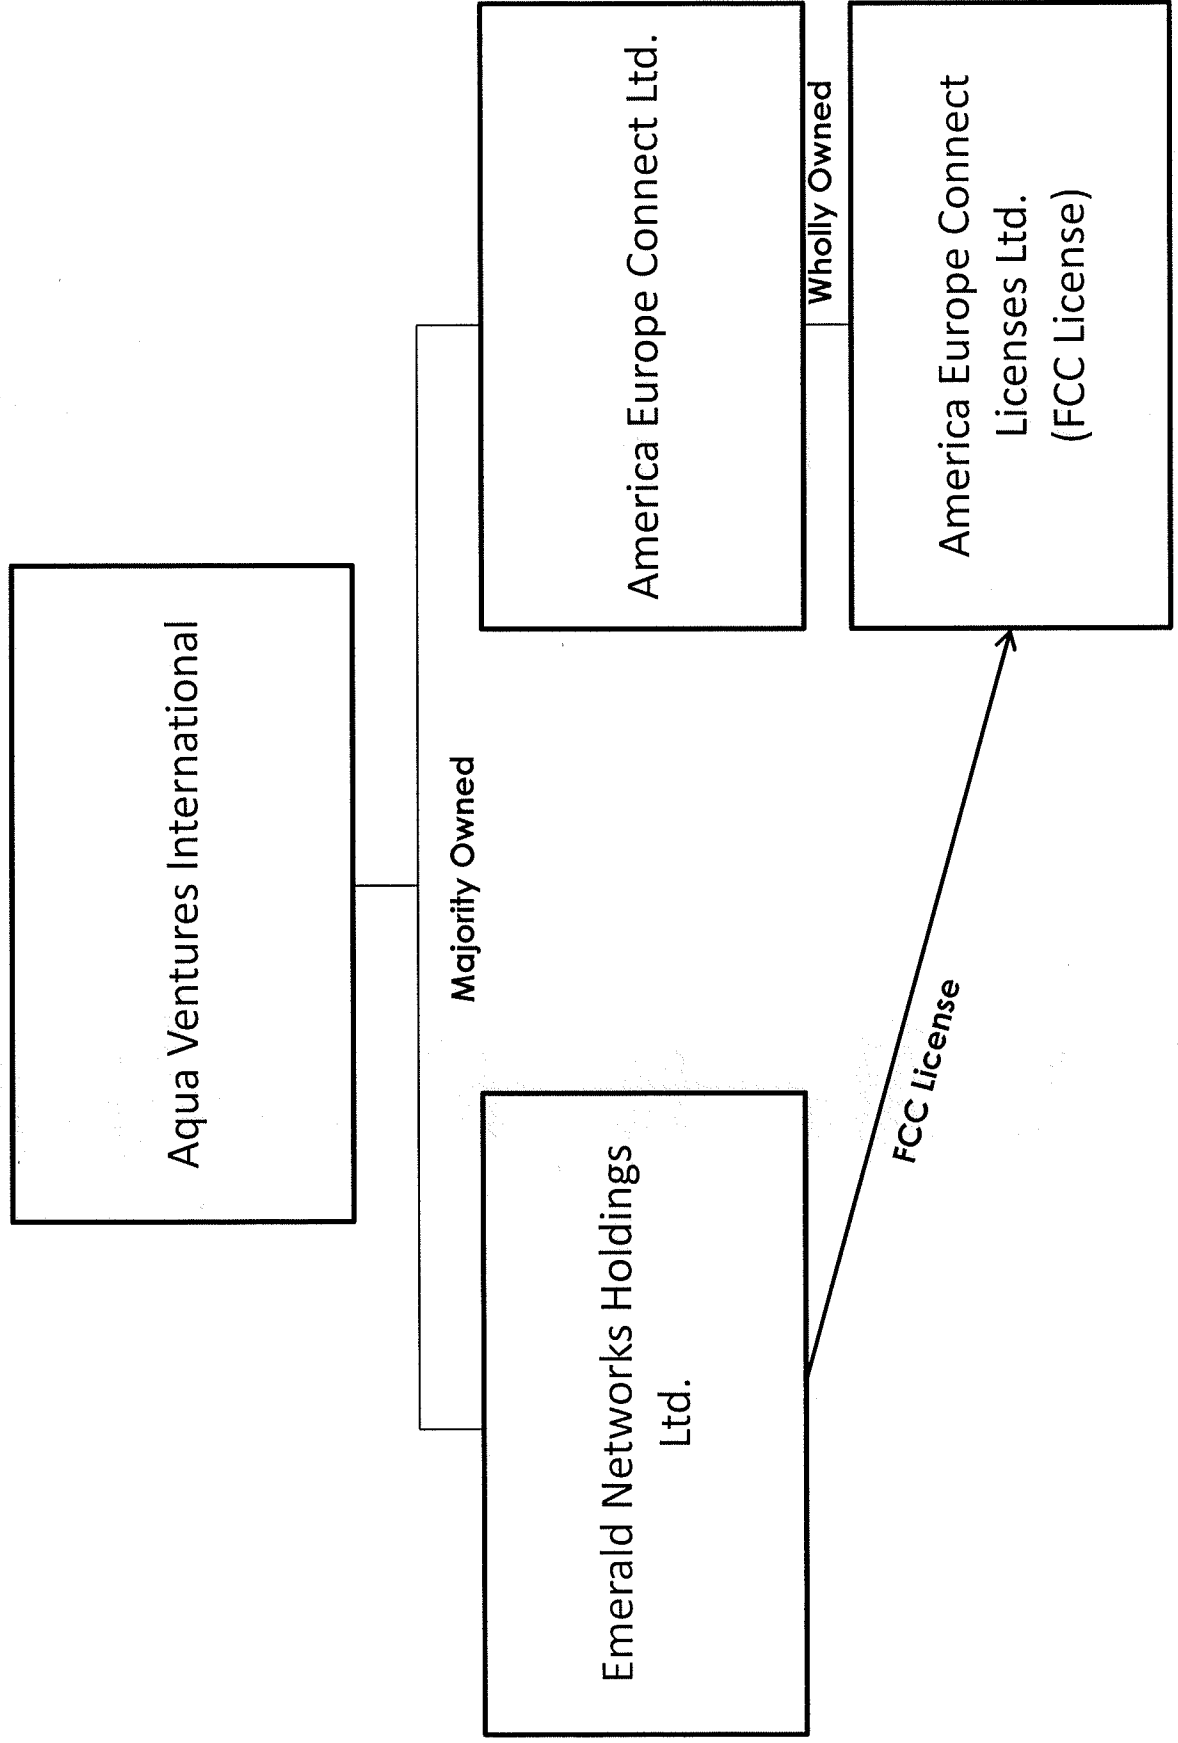 Aqua Ventures International
Majority Owned
Emerald Networks Holdings
Ltd.
America Europe Connect Ltd.
Wholly Owned
America Europe Connect
Licenses Ltd.
(FCC License)
FCC License